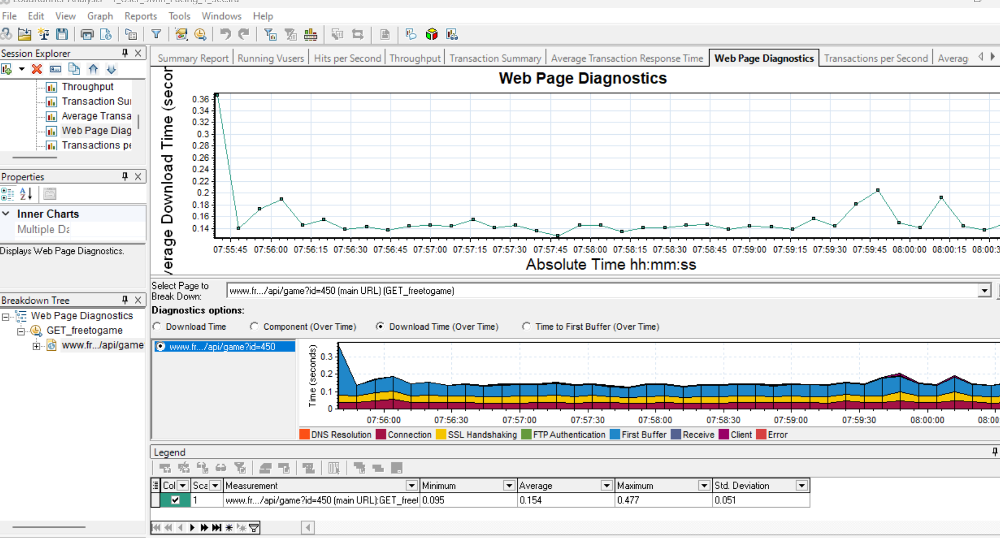 LoadRunner Analysis - 1_User_5Min_Pacing_1_Sec.lra
File Edit View Graph Reports Tools Windows Help
Session Explorer
Throughput
Transaction Sur
Average Transa
Web Page Diag
Transactions pe
Properties
Inner Charts
Multiple Da
Displays Web Page Diagnostics.
Breakdown Tree
Web Page Diagnostics
GET_freetogame
www.fr.../api/game
Summary Report Running Vusers Hits per Second Throughput Transaction Summary Average Transaction Response Time Web Page Diagnostics Transactions per Second Averag
Web Page Diagnostics
verage Download Time (secor
0.36
0.34
0.32
0.3
0.28
0.26
0.24
0.22
0.2
0.18
0.16
0.14
07:55:45 07:56:00 07:56:15 07:56:30 07:56:45 07:57:00 07:57:15 07:57:30 07:57:45 07:58:00 07:58:15 07:58:30 07:58:45 07:59:00 07:59:15 07:59:30 07:59:45 08:00:00 08:00:15 08:00:3
Absolute Time hh:mm:ss
Select Page to
Break Down:
www.fr.../api/game?id=450 (main URL) (GET_freetogame)
Diagnostics options:
Download Time Component (Over Time) Download Time (Over Time) Time to First Buffer (Over Time)
www.fr.../api/game?id=450
Time (seconds)
0.3
0.2
0.1
0
07:56:00 07:56:30 07:57:00 07:57:30 07:58:00 07:58:30 07:59:00 07:59:30 08:00:00 08:00
DNS Resolution Connection SSL Handshaking FTP Authentication First Buffer Receive Client Error
Legend
Col Sca Measurement Minimum Average Maximum Std. Deviation
1 www.fr.../api/game?id=450 (main URL):GET_freel 0.095 0.154 0.477 0.051